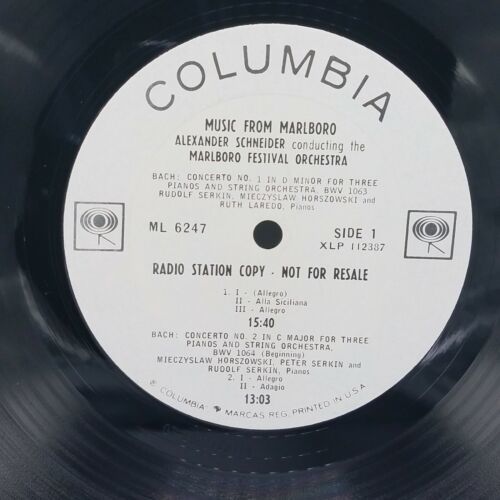 COLUMBIA
MUSIC FROM MARLBORO
ALEXANDER SCHNEIDER conducting the
MARLBORO FESTIVAL ORCHESTRA
BACH: CONCERTO NO. 1 IN D MINOR FOR THREE
PIANOS AND STRING ORCHESTRA, BWV 1063
RUDOLF SERKIN, MIECZYSLAW HORSZOWSKI and
RUTH LAREDO, Pianos
ML 6247
SIDE 1
XLP 112387
RADIO STATION COPY - NOT FOR RESALE
1. I - (Allegro)
II - Alla Siciliana
III - Allegro
15:40
BACH: CONCERTO NO. 2 IN C MAJOR FOR THREE
PIANOS AND STRING ORCHESTRA,
BWV 1064 (Beginning)
MIECZYSLAW HORSZOWSKI, PETER SERKIN and
RUDOLF SERKIN, Pianos
2. I - Allegro
II - Adagio
13:03
® COLUMBIA MARCAS REG. PRINTED IN U.S.A.